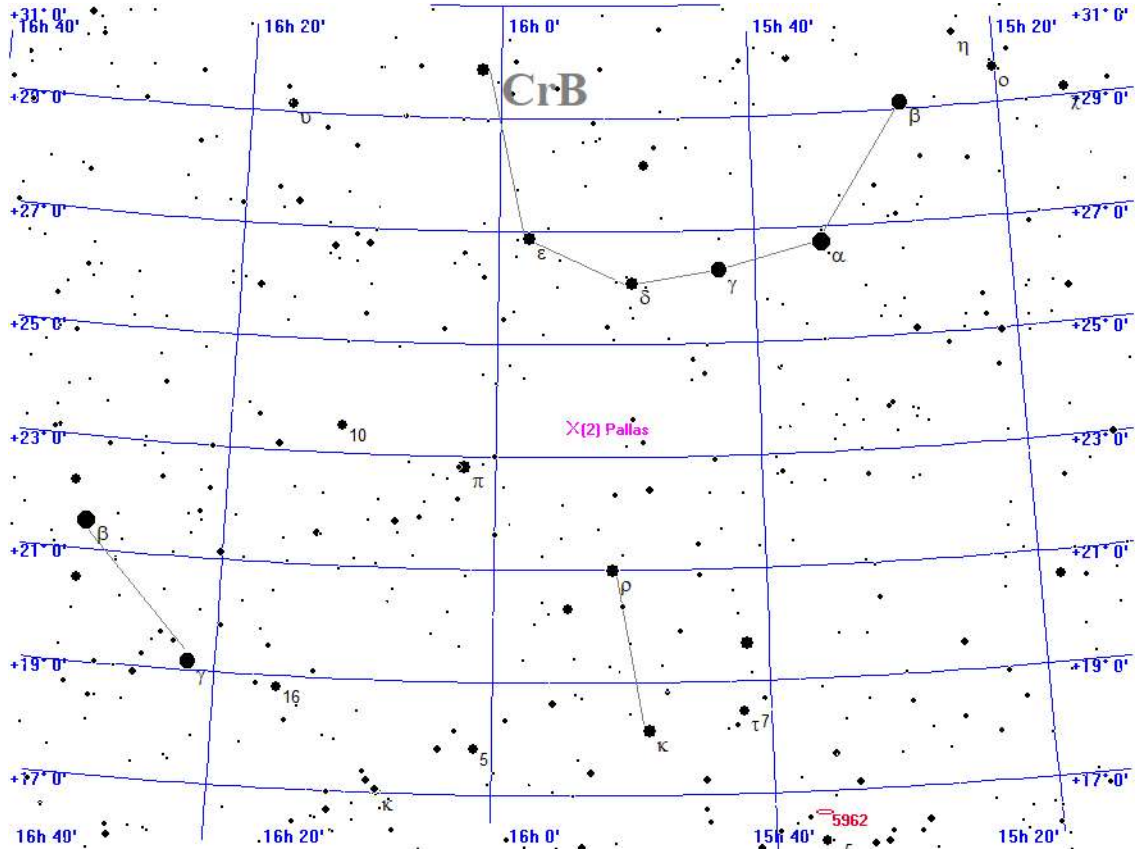 +31° 0' 16h 40' 16h 20' 16h 0' 15h 40' 15h 20' +31° 0'
η
ο
CrB
+29° 0' υ β +29° 0'
+27° 0' +27° 0'
ε α
δ γ
+25° 0' +25° 0'
X(2) Pallas
+23° 0' 10 +23° 0'
π
β
+21° 0' +21° 0'
ρ
+19° 0' γ +19° 0'
16
τ 7
κ
5
+17° 0' +17° 0'
κ
5962
16h 40' 16h 20' 16h 0' 15h 40' 15h 20'